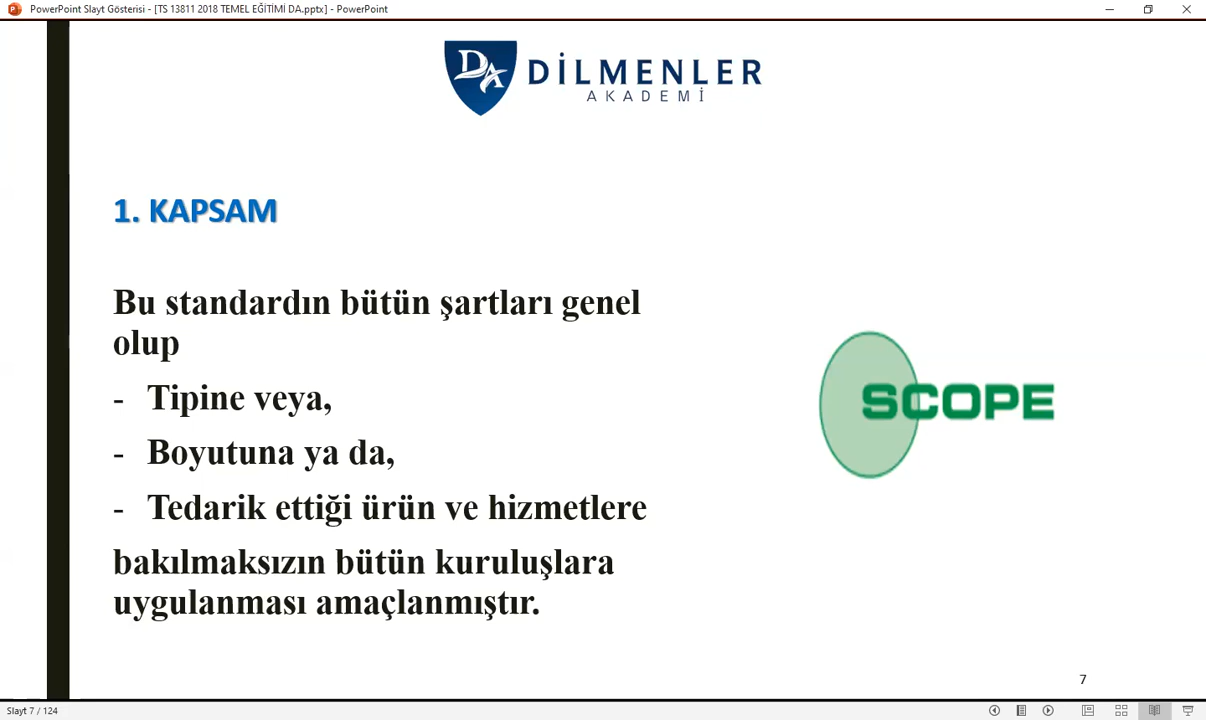 PowerPoint Slayt Gösterisi - [TS 13811 2018 TEMEL EĞİTİMİ DA.pptx] - PowerPoint
DA DİLMENLER
AKADEMİ
1. KAPSAM
Bu standardın bütün şartları genel
olup
- Tipine veya,
- Boyutuna ya da,
- Tedarik ettiği ürün ve hizmetlere
bakılmaksızın bütün kuruluşlara
uygulanması amaçlanmıştır.
SCOPE
7
Slayt 7 / 124